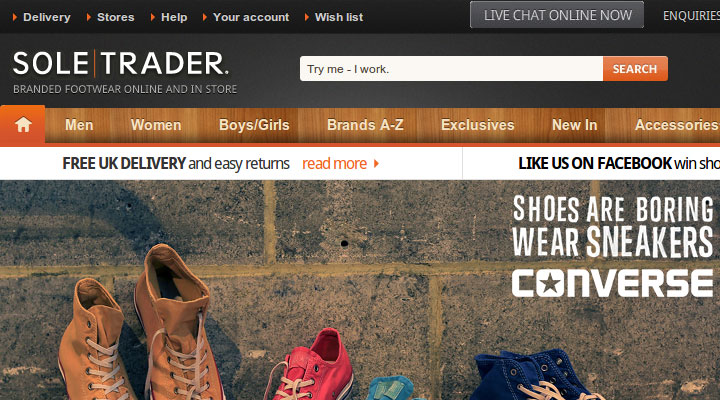 Delivery Stores Help Your account Wish list LIVE CHAT ONLINE NOW ENQUIRIES
SOLE TRADER.
BRANDED FOOTWEAR ONLINE AND IN STORE
Try me - I work. SEARCH
Men Women Boys/Girls Brands A-Z Exclusives New In Accessories
FREE UK DELIVERY and easy returns read more LIKE US ON FACEBOOK win sho
SHOES ARE BORING
WEAR SNEAKERS
CONVERSE